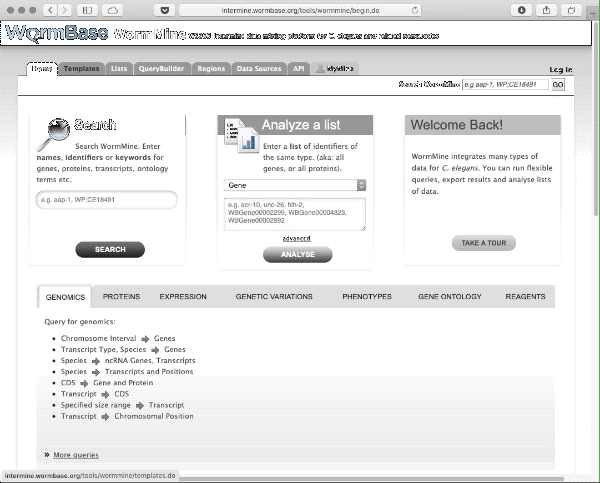 intermine.wormbase.org/tools/wormmine/begin.do
WormBase WormMine
Home Templates Lists QueryBuilder Regions Data Sources API MyMine
Log in
Search WormMine e.g aap-1, WP:CE18491 GO
Search
Search WormMine. Enter
names, identifiers or keywords for
genes, proteins, transcripts, ontology
terms etc.
e.g. aap-1, WP:CE18491
SEARCH
Analyze a list
Enter a list of identifiers of
the same type. (aka: all
genes, or all proteins).
Gene
e.g. acr-10, unc-26, hlh-2,
WBGene00002299, WBGene00004323,
WBGene00002992
advanced
ANALYSE
Welcome Back!
WormMine integrates many types of
data for C. elegans. You can run flexible
queries, export results and analyse lists
of data.
TAKE A TOUR
GENOMICS PROTEINS EXPRESSION GENETIC VARIATIONS PHENOTYPES GENE ONTOLOGY REAGENTS
Query for genomics:
Chromosome Interval ➔ Genes
Transcript Type, Species ➔ Genes
Species ➔ ncRNA Genes, Transcripts
Species ➔ Transcripts and Positions
CDS ➔ Gene and Protein
Transcript ➔ CDS
Specified size range ➔ Transcript
Transcript ➔ Chromosomal Position
» More queries
intermine.wormbase.org/tools/wormmine/templates.do